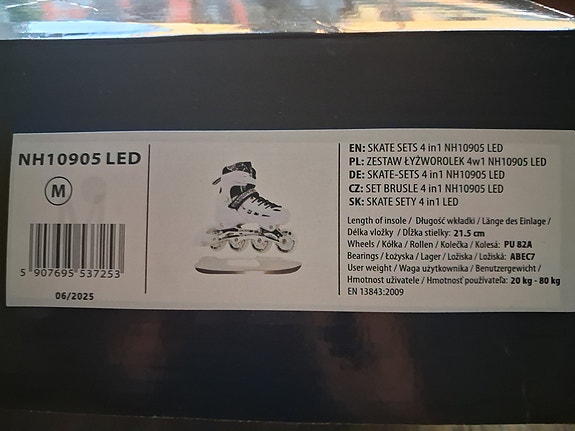 NH10905 LED
M
5 907695 537253
06/2025
EN: SKATE SETS 4 in1 NH10905 LED
PL: ZESTAW ŁYŻWOROLEK 4w1 NH10905 LED
DE: SKATE-SETS 4 in1 NH10905 LED
CZ: SET BRUSLE 4 in1 NH10905 LED
SK: SKATE SETY 4 in1 LED
Length of insole / Długość wkładki / Länge des Einlage /
Délka vložky / Dĺžka stielky: 21.5 cm
Wheels / Kółka / Rollen / Kolečka / Kolesá: PU 82A
Bearings / Łożyska / Lager / Ložiska / Ložiská: ABEC7
User weight / Waga użytkownika / Benutzergewicht /
Hmotnost uživatele / Hmotnosť používateľa: 20 kg - 80 kg
EN 13843:2009